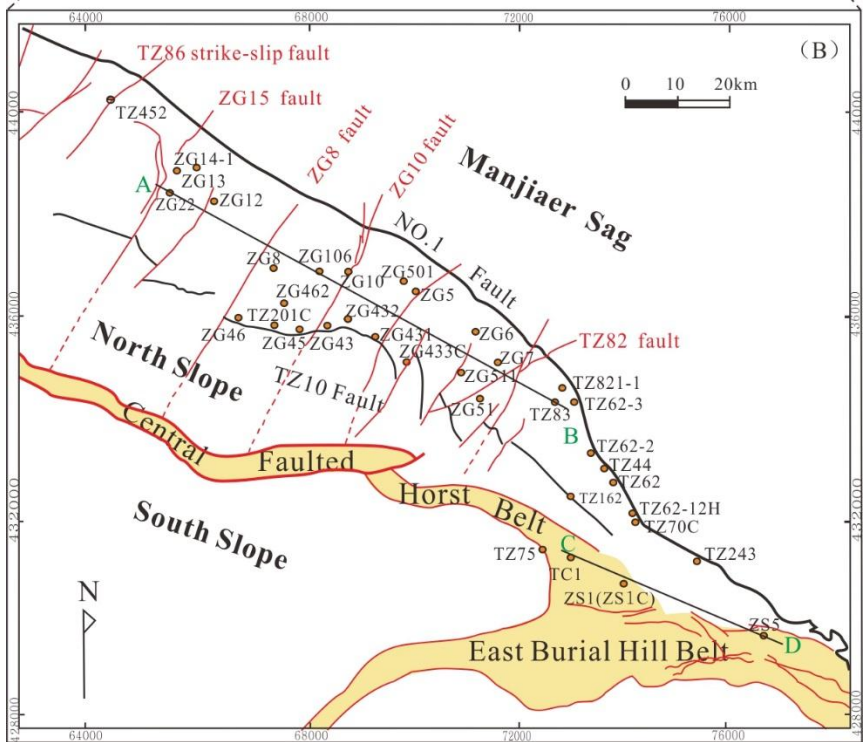 64000
68000
72000
76000
(B)
TZ86 strike-slip fault
0 10 20km
44000
TZ452
ZG15 fault
ZG8 fault
ZG10 fault
Manjiaer Sag
ZG14-1
ZG13
A
ZG22
ZG12
NO.1 Fault
ZG8
ZG106
ZG10
ZG501
ZG5
ZG462
TZ201C
ZG432
436000
ZG46
ZG45
ZG43
ZG431
ZG6
ZG433C
ZG7
TZ82 fault
North Slope
TZ10 Fault
ZG511
ZG51
TZ821-1
TZ83
TZ62-3
B
Central Faulted Horst Belt
TZ62-2
TZ44
TZ62
TZ162
TZ62-12H
TZ70C
432000
South Slope
TZ75
C
TC1
TZ243
ZS1(ZS1C)
N
ZS5
D
East Burial Hill Belt
428000
428000
64000
68000
72000
76000
44000
436000
432000